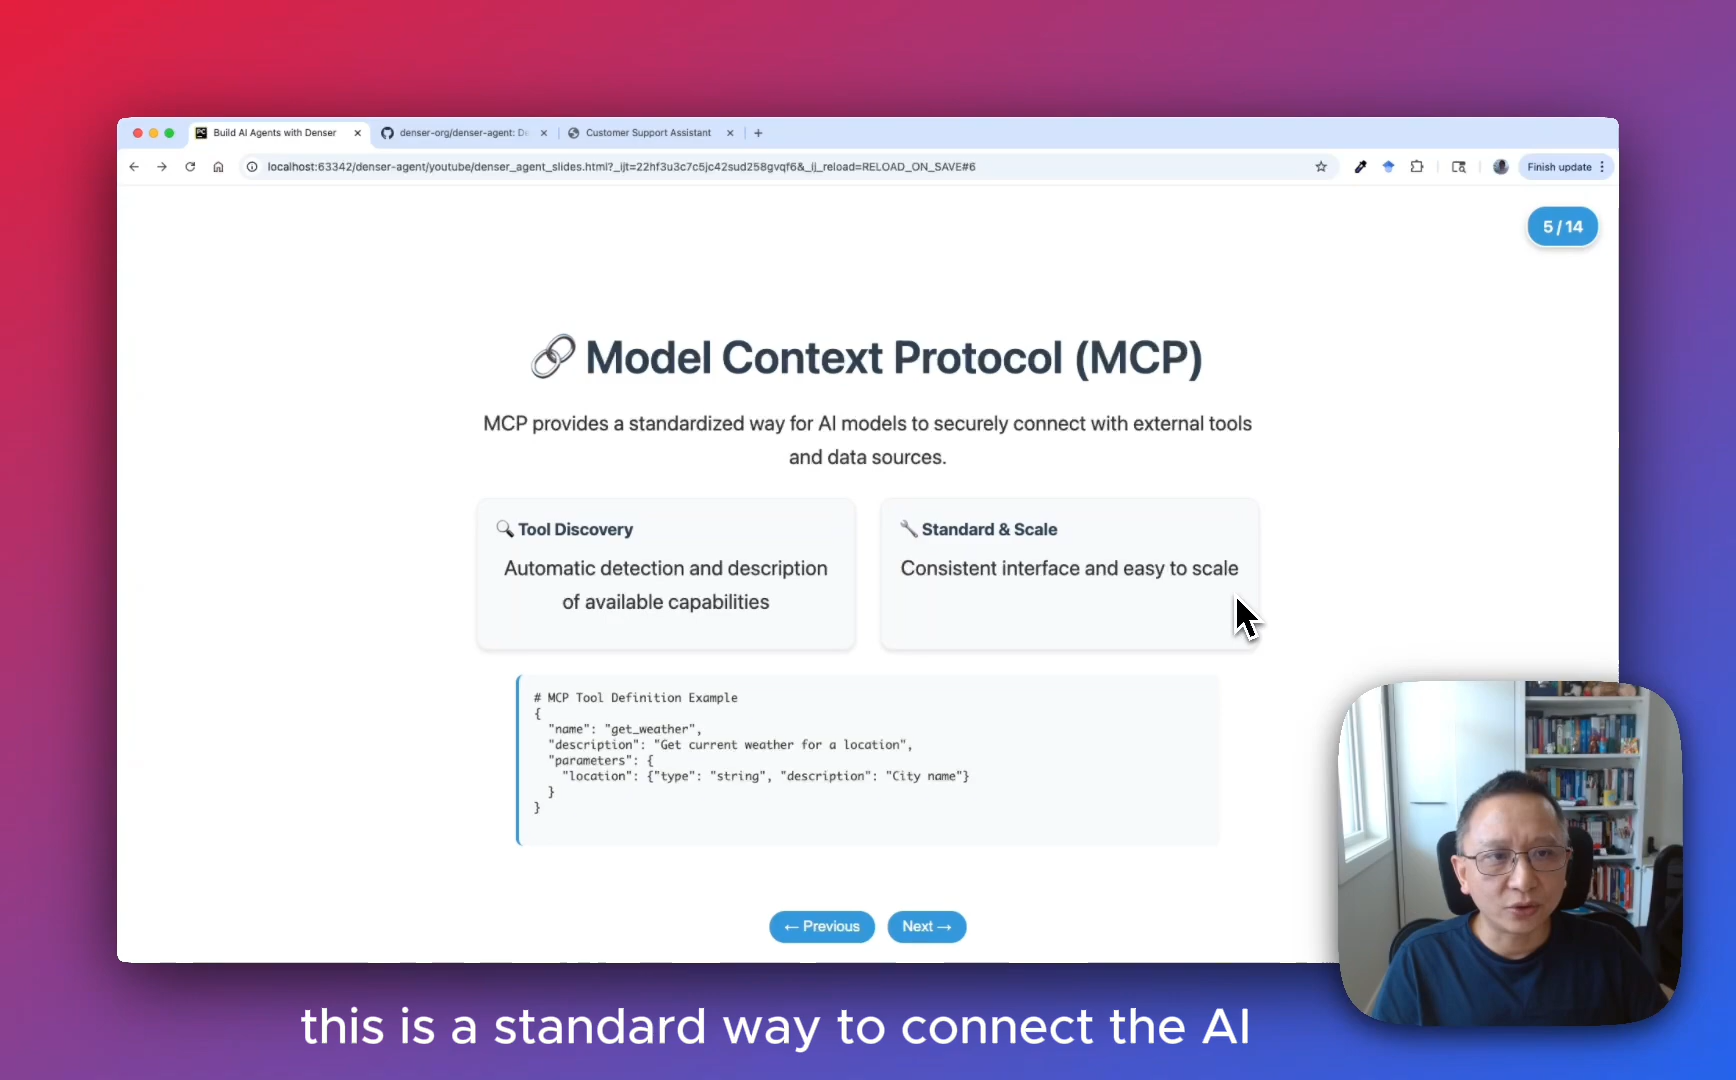 Build AI Agents with Denser
denser-org/denser-agent: De
Customer Support Assistant
localhost:63342/denser-agent/youtube/denser_agent_slides.html?_ijt=22hf3u3c7c5jc42sud258gvqf6&_ij_reload=RELOAD_ON_SAVE#6
Finish update
5 / 14
Model Context Protocol (MCP)
MCP provides a standardized way for AI models to securely connect with external tools
and data sources.
Tool Discovery
Automatic detection and description
of available capabilities
Standard & Scale
Consistent interface and easy to scale
# MCP Tool Definition Example
{
"name": "get_weather",
"description": "Get current weather for a location",
"parameters": {
"location": {"type": "string", "description": "City name"}
}
}
← Previous
Next →
this is a standard way to connect the AI